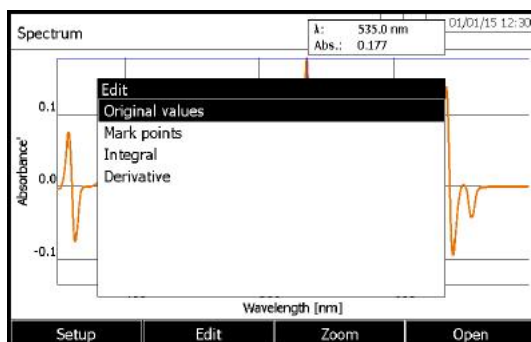 Spectrum
λ: 535.0 nm
Abs.: 0.177
01/01/15 12:30
Edit
Original values
Mark points
Integral
Derivative
0.1
0.0
-0.1
Absorbance'
Wavelength [nm]
Setup Edit Zoom Open